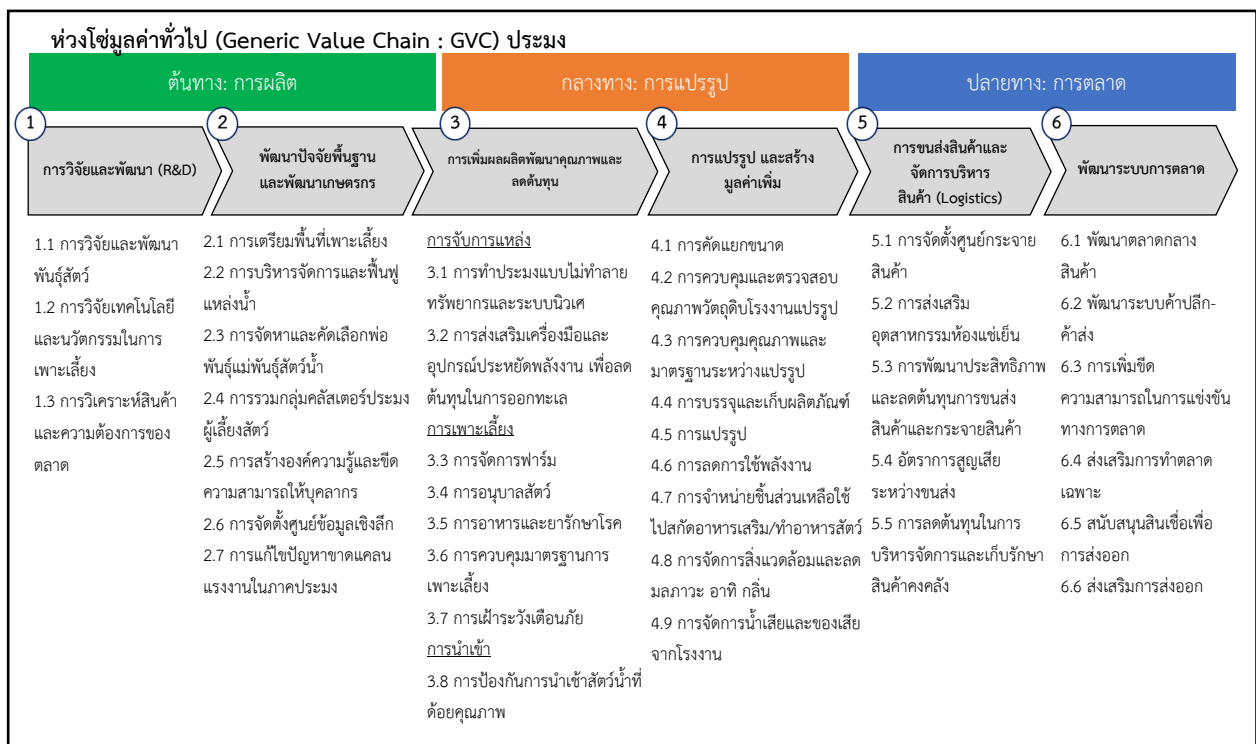 ห่วงโซ่มูลค่าทั่วไป (Generic Value Chain : GVC) ประมง
ต้นทาง: การผลิต
กลางทาง: การแปรรูป
ปลายทาง: การตลาด
1
การวิจัยและพัฒนา (R&D)
2
พัฒนาปัจจัยพื้นฐาน
และพัฒนาเกษตรกร
3
การเพิ่มผลผลิตพัฒนาคุณภาพและ
ลดต้นทุน
4
การแปรรูป และสร้าง
มูลค่าเพิ่ม
5
การขนส่งสินค้าและ
จัดการบริหาร
สินค้า (Logistics)
6
พัฒนาระบบการตลาด
1.1 การวิจัยและพัฒนา
พันธุ์สัตว์
1.2 การวิจัยเทคโนโลยี
และนวัตกรรมในการ
เพาะเลี้ยง
1.3 การวิเคราะห์สินค้า
และความต้องการของ
ตลาด
2.1 การเตรียมพื้นที่เพาะเลี้ยง
2.2 การบริหารจัดการและฟื้นฟู
แหล่งน้ำ
2.3 การจัดหาและคัดเลือกพ่อ
พันธุ์แม่พันธุ์สัตว์น้ำ
2.4 การรวมกลุ่มคลัสเตอร์ประมง
ผู้เลี้ยงสัตว์
2.5 การสร้างองค์ความรู้และขีด
ความสามารถให้บุคลากร
2.6 การจัดตั้งศูนย์ข้อมูลเชิงลึก
2.7 การแก้ไขปัญหาขาดแคลน
แรงงานในภาคประมง
การจับการแหล่ง
3.1 การทำประมงแบบไม่ทำลาย
ทรัพยากรและระบบนิวเศ
3.2 การส่งเสริมเครื่องมือและ
อุปกรณ์ประหยัดพลังงาน เพื่อลด
ต้นทุนในการออกทะเล
การเพาะเลี้ยง
3.3 การจัดการฟาร์ม
3.4 การอนุบาลสัตว์
3.5 การอาหารและยารักษาโรค
3.6 การควบคุมมาตรฐานการ
เพาะเลี้ยง
3.7 การเฝ้าระวังเตือนภัย
การนำเข้า
3.8 การป้องกันการนำเช้าสัตว์น้ำที่
ด้อยคุณภาพ
4.1 การคัดแยกขนาด
4.2 การควบคุมและตรวจสอบ
คุณภาพวัตถุดิบโรงงานแปรรูป
4.3 การควบคุมคุณภาพและ
มาตรฐานระหว่างแปรรูป
4.4 การบรรจุและเก็บผลิตภัณฑ์
4.5 การแปรรูป
4.6 การลดการใช้พลังงาน
4.7 การจำหน่ายชิ้นส่วนเหลือใช้
ไปสกัดอาหารเสริม/ทำอาหารสัตว์
4.8 การจัดการสิ่งแวดล้อมและลด
มลภาวะ อาทิ กลิ่น
4.9 การจัดการน้ำเสียและของเสีย
จากโรงงาน
5.1 การจัดตั้งศูนย์กระจาย
สินค้า
5.2 การส่งเสริม
อุตสาหกรรมห้องแช่เย็น
5.3 การพัฒนาประสิทธิภาพ
และลดต้นทุนการขนส่ง
สินค้าและกระจายสินค้า
5.4 อัตราการสูญเสีย
ระหว่างขนส่ง
5.5 การลดต้นทุนในการ
บริหารจัดการและเก็บรักษา
สินค้าคงคลัง
6.1 พัฒนาตลาดกลาง
สินค้า
6.2 พัฒนาระบบค้าปลีก-
ค้าส่ง
6.3 การเพิ่มขีด
ความสามารถในการแข่งขัน
ทางการตลาด
6.4 ส่งเสริมการทำตลาด
เฉพาะ
6.5 สนับสนุนสินเชื่อเพื่อ
การส่งออก
6.6 ส่งเสริมการส่งออก